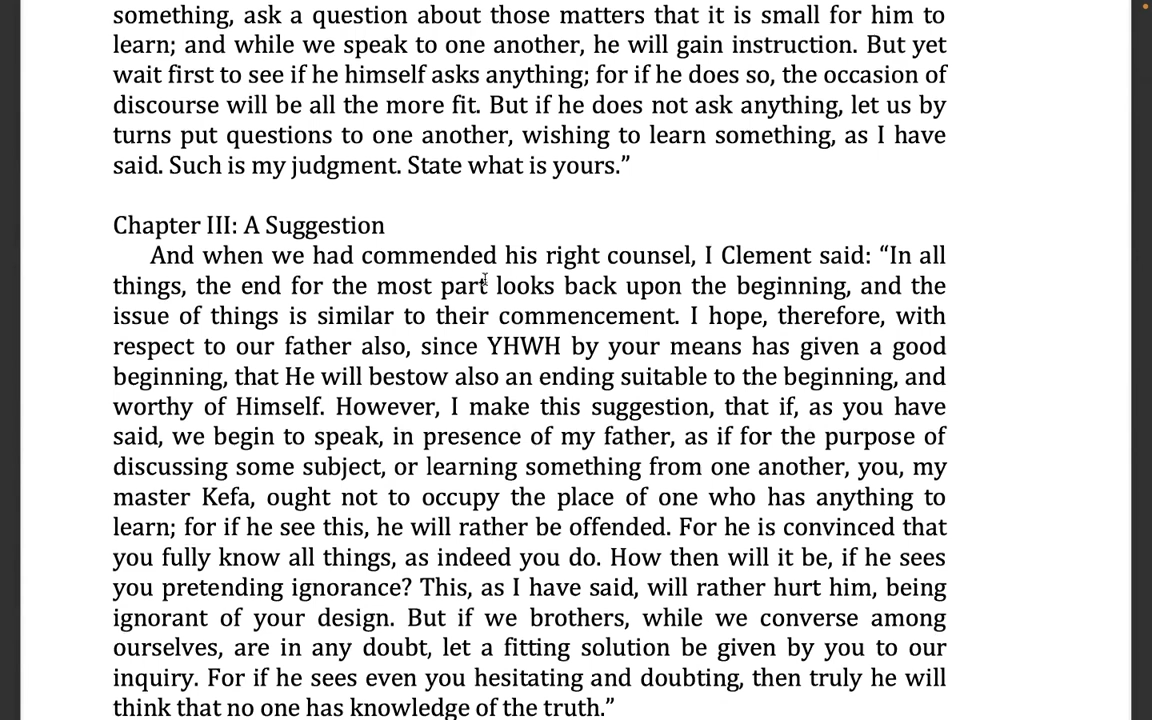 something, ask a question about those matters that it is small for him to
learn; and while we speak to one another, he will gain instruction. But yet
wait first to see if he himself asks anything; for if he does so, the occasion of
discourse will be all the more fit. But if he does not ask anything, let us by
turns put questions to one another, wishing to learn something, as I have
said. Such is my judgment. State what is yours.”
Chapter III: A Suggestion
And when we had commended his right counsel, I Clement said: “In all
things, the end for the most part looks back upon the beginning, and the
issue of things is similar to their commencement. I hope, therefore, with
respect to our father also, since YHWH by your means has given a good
beginning, that He will bestow also an ending suitable to the beginning, and
worthy of Himself. However, I make this suggestion, that if, as you have
said, we begin to speak, in presence of my father, as if for the purpose of
discussing some subject, or learning something from one another, you, my
master Kefa, ought not to occupy the place of one who has anything to
learn; for if he see this, he will rather be offended. For he is convinced that
you fully know all things, as indeed you do. How then will it be, if he sees
you pretending ignorance? This, as I have said, will rather hurt him, being
ignorant of your design. But if we brothers, while we converse among
ourselves, are in any doubt, let a fitting solution be given by you to our
inquiry. For if he sees even you hesitating and doubting, then truly he will
think that no one has knowledge of the truth.”